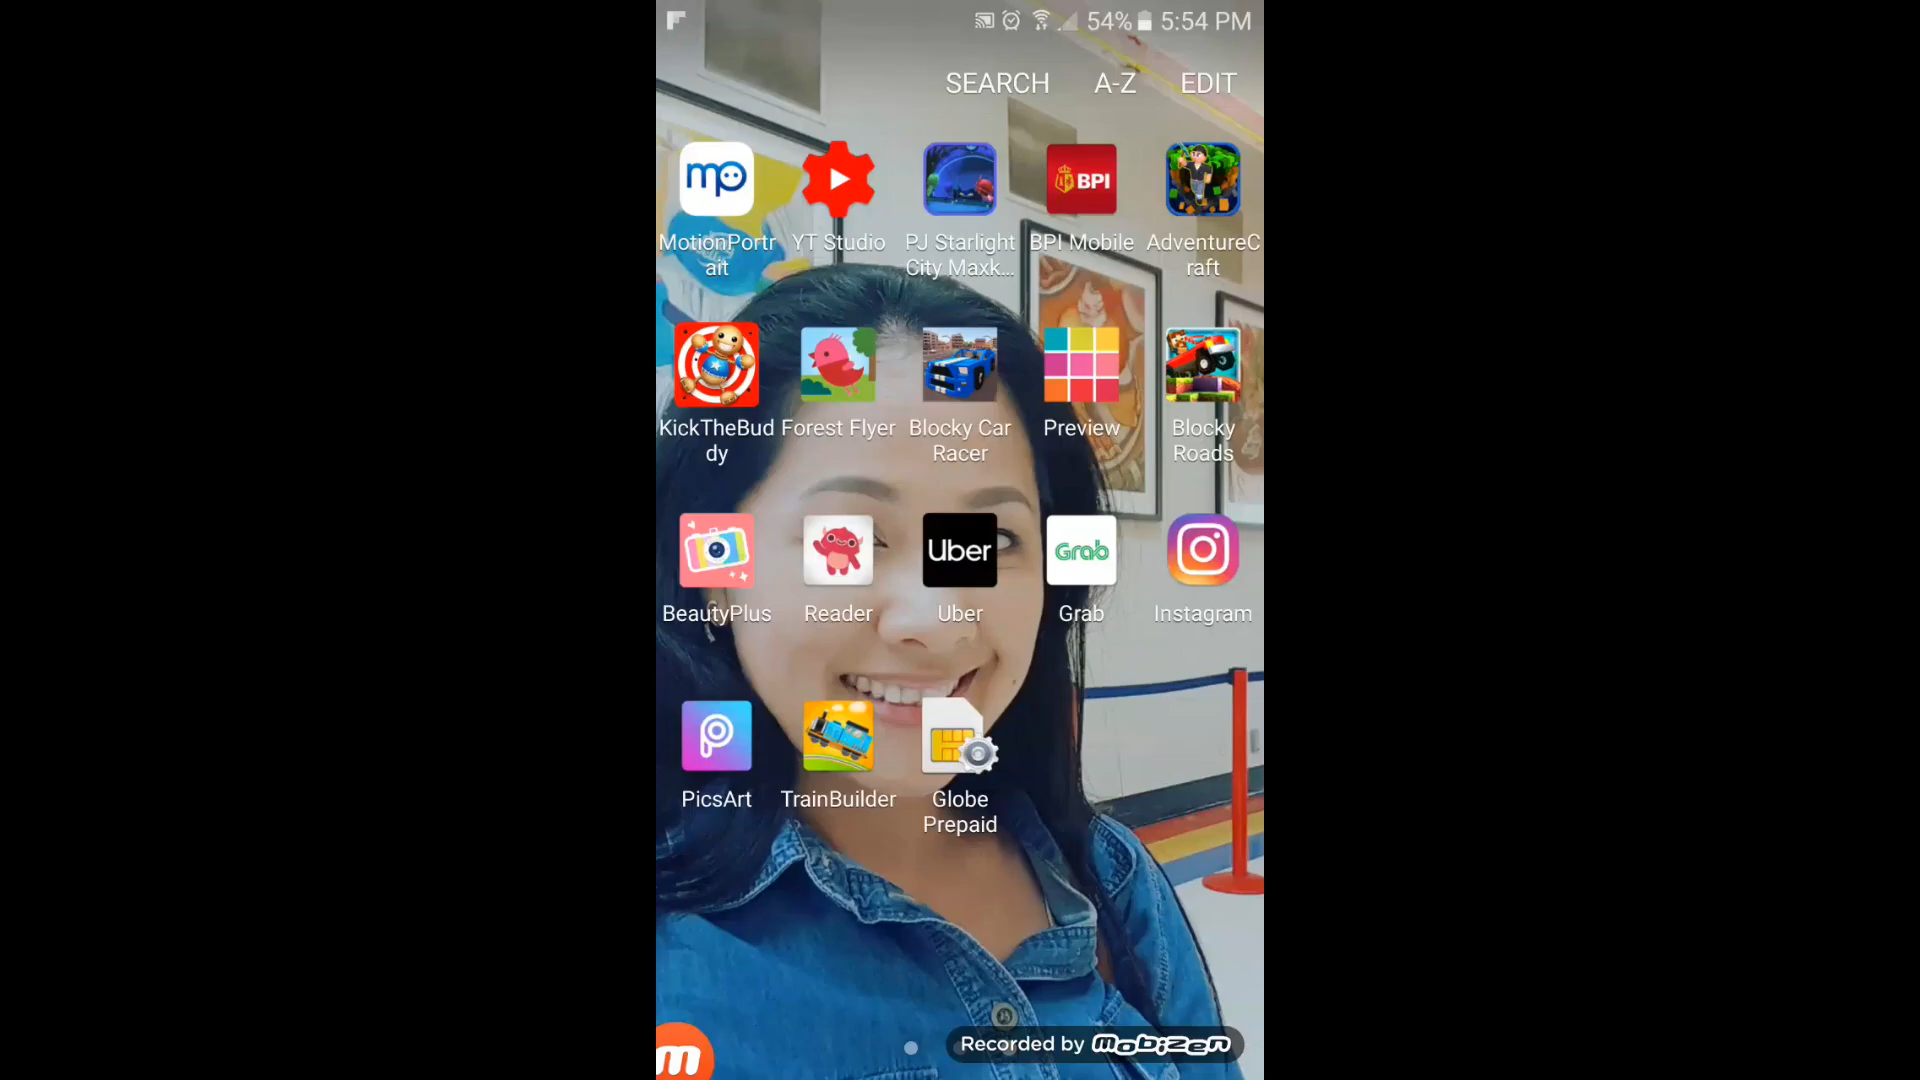 54% 5:54 PM
SEARCH A-Z EDIT
mp
BPI
MotionPortr
ait
YT Studio
PJ Starlight
City Maxk...
BPI Mobile
AdventureC
raft
KickTheBud
dy
Forest Flyer
Blocky Car
Racer
Preview
Blocky
Roads
Uber
Grab
BeautyPlus
Reader
Uber
Grab
Instagram
PicsArt
TrainBuilder
Globe
Prepaid
m
Recorded by mobizen